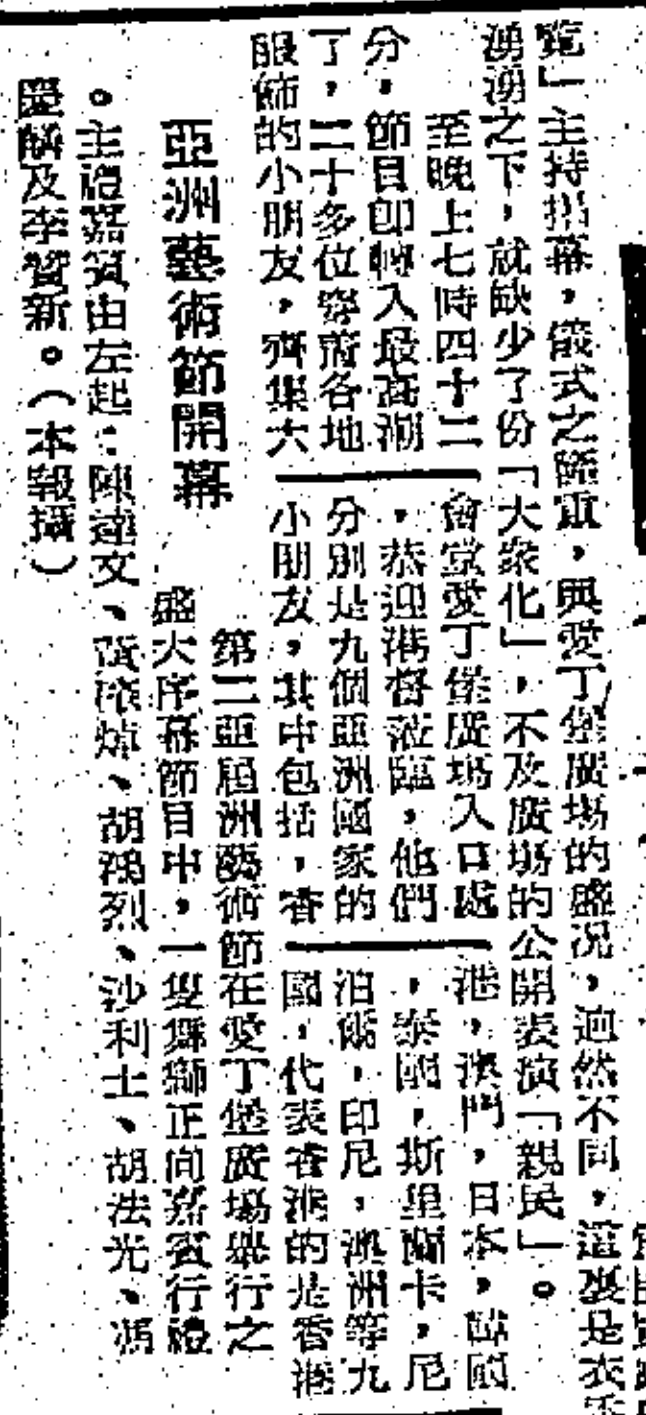 覽」主持揭幕,儀式之隆重,與愛丁堡廣場的盛况,迥然不同,這裏是衣
湧湧之下,就缺少了份「大衆化」,不及廣場的公開表演「親民」。
至晚上七時四十二
分,節目卽轉入最高潮
了,二十多位穿着各地
服飾的小朋友,齊集大
會堂愛丁堡廣場入口處
,恭迎港督涖臨,他們
分別是九個亞洲國家的
小朋友,其中包括,香
港,澳門,日本,韓國
,泰國,斯里蘭卡,尼
泊爾,印尼,澳洲等九
國,代表香港的是香港
亞洲藝術節開幕
第二亞屆洲藝術節在愛丁堡廣場舉行之
盛大序幕節目中,一隻舞獅正向嘉賓行禮
。主禮嘉賓由左起:陳達文、黃 焯、胡鴻烈、沙利士、胡法光、馮
慶麟及李贊新。(本報攝)